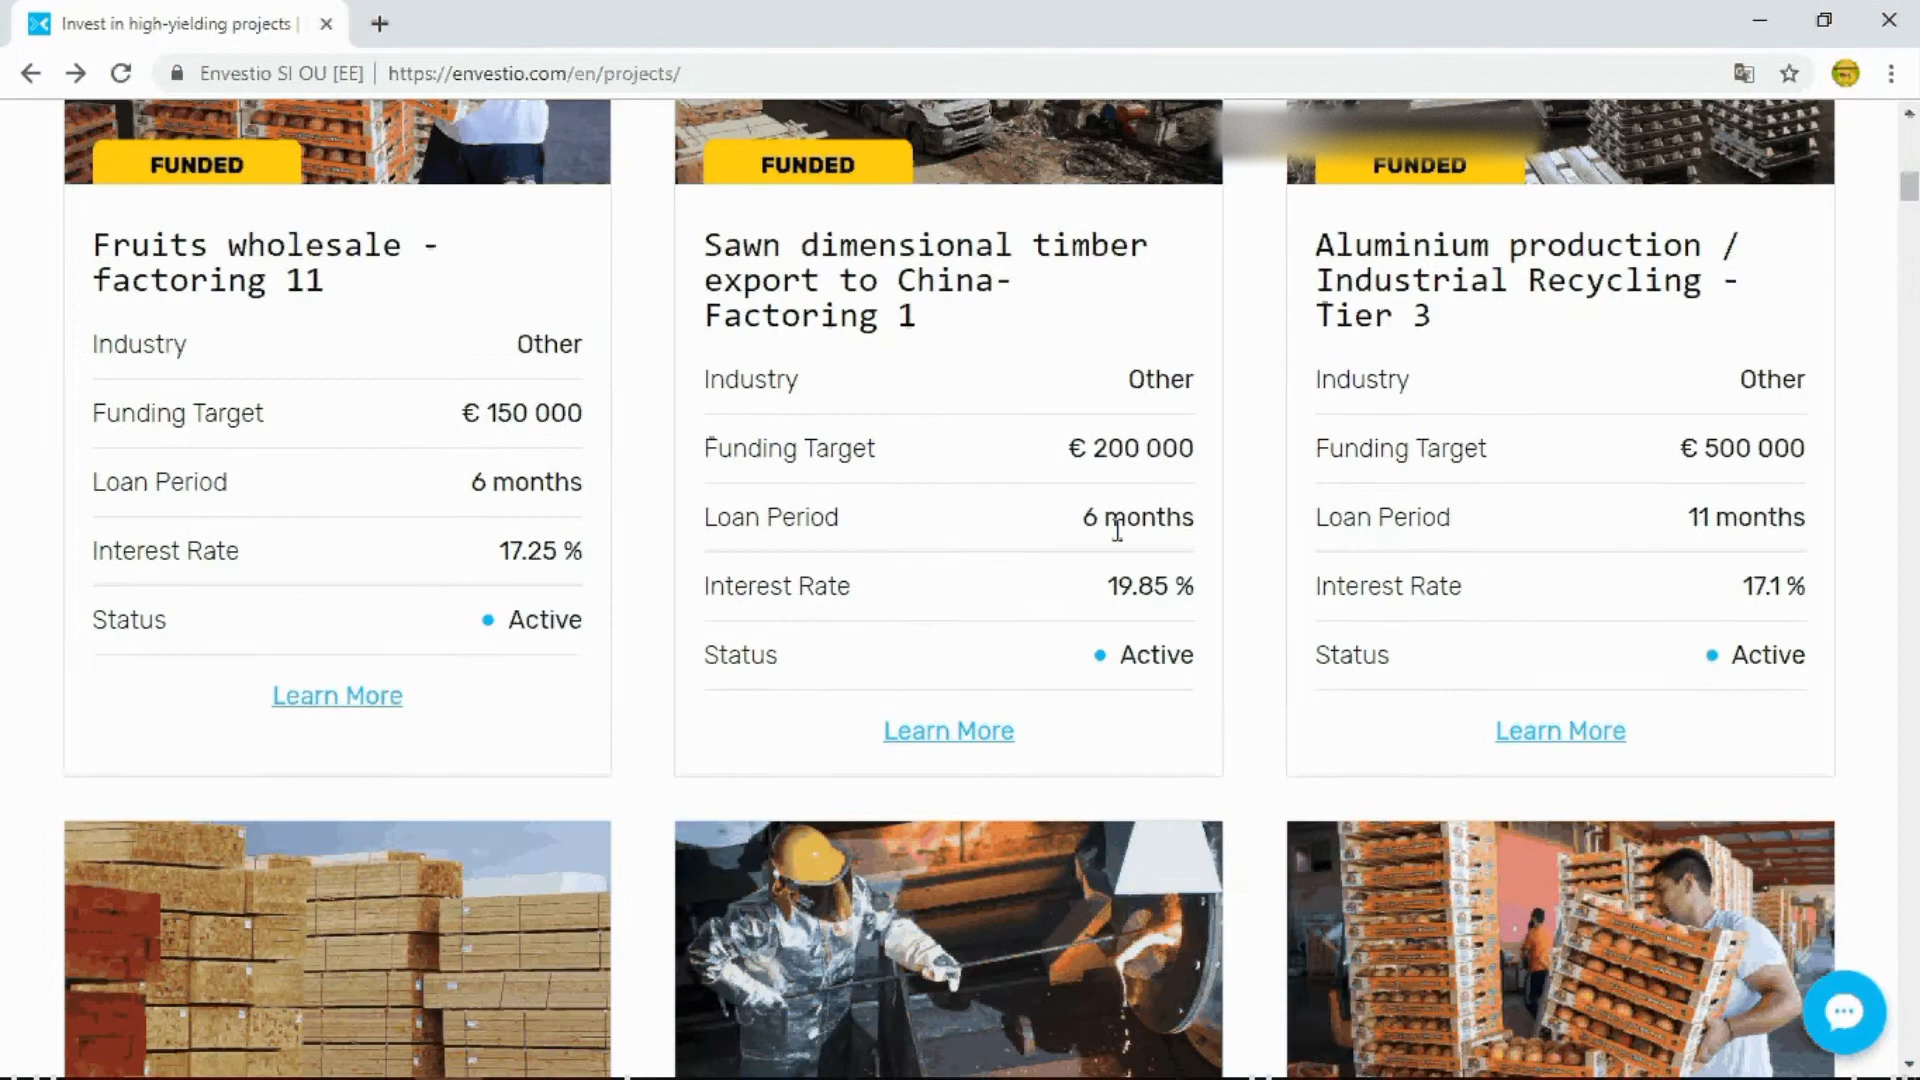 Invest in high-yielding projects |
Envestio SI OU [EE] https://envestio.com/en/projects/
FUNDED
Fruits wholesale -
factoring 11
Industry Other
Funding Target € 150 000
Loan Period 6 months
Interest Rate 17.25 %
Status Active
Learn More
FUNDED
Sawn dimensional timber
export to China-
Factoring 1
Industry Other
Funding Target € 200 000
Loan Period 6 months
Interest Rate 19.85 %
Status Active
Learn More
FUNDED
Aluminium production /
Industrial Recycling -
Tier 3
Industry Other
Funding Target € 500 000
Loan Period 11 months
Interest Rate 17.1 %
Status Active
Learn More